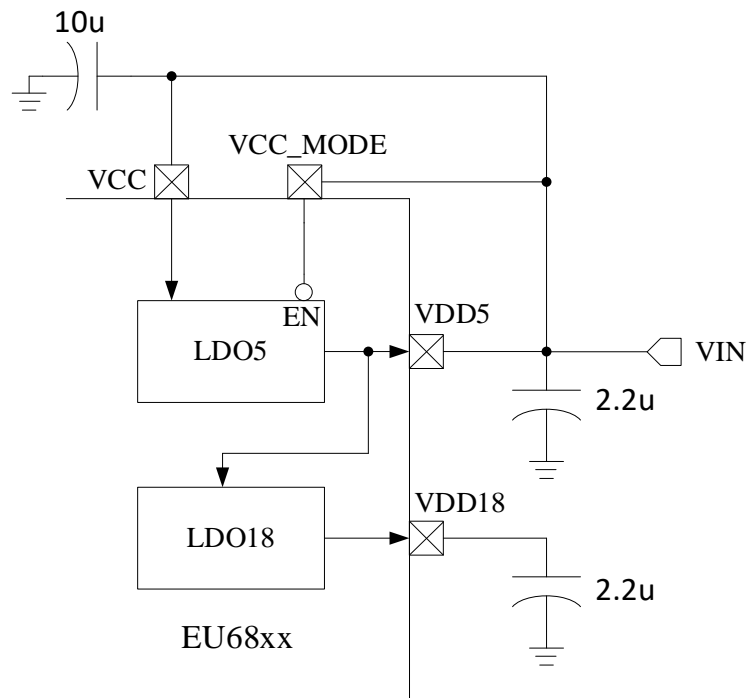 10u
VCC_MODE
VCC
EN
VDD5
LDO5
VIN
2.2u
VDD18
LDO18
2.2u
EU68xx